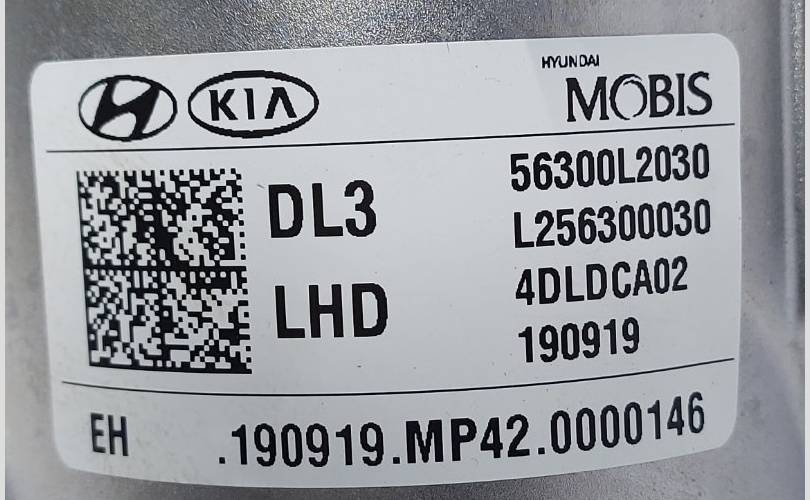 KIA
HYUNDAI
MOBIS
DL3
LHD
56300L2030
L256300030
4DLDCA02
190919
EH .190919.MP42.0000146